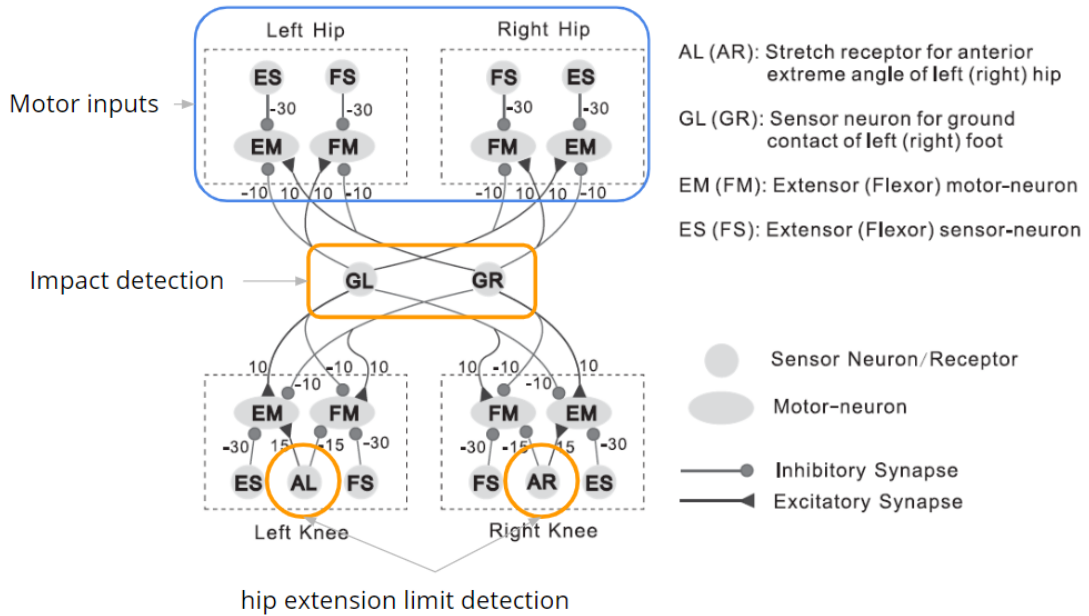 Left Hip
Right Hip
ES FS FS ES
-30 -30 -30 -30
EM FM FM EM
-10 10 10 -10 -10 10 10 -10
Motor inputs
AL (AR): Stretch receptor for anterior
extreme angle of left (right) hip
GL (GR): Sensor neuron for ground
contact of left (right) foot
EM (FM): Extensor (Flexor) motor-neuron
ES (FS): Extensor (Flexor) sensor-neuron
Impact detection
GL GR
10 -10 10 10 -10 10
-10 -10
EM FM FM EM
-30 15 -15 -30 -30 -15 15 -30
ES AL FS FS AR ES
Left Knee
Right Knee
Sensor Neuron/Receptor
Motor-neuron
Inhibitory Synapse
Excitatory Synapse
hip extension limit detection